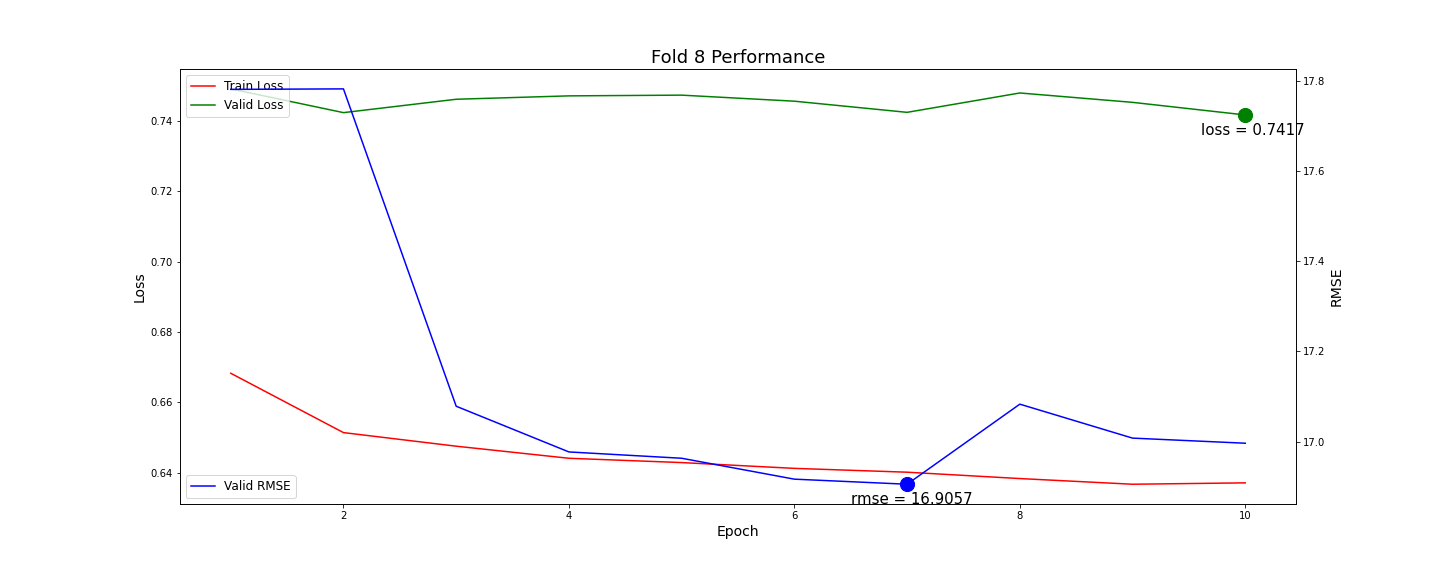 Fold 8 Performance
Train Loss
Valid Loss
Valid RMSE
loss = 0.7417
rmse = 16.9057
Loss
0.74
0.72
0.70
0.68
0.66
0.64
RMSE
17.8
17.6
17.4
17.2
17.0
2
4
6
8
10
Epoch